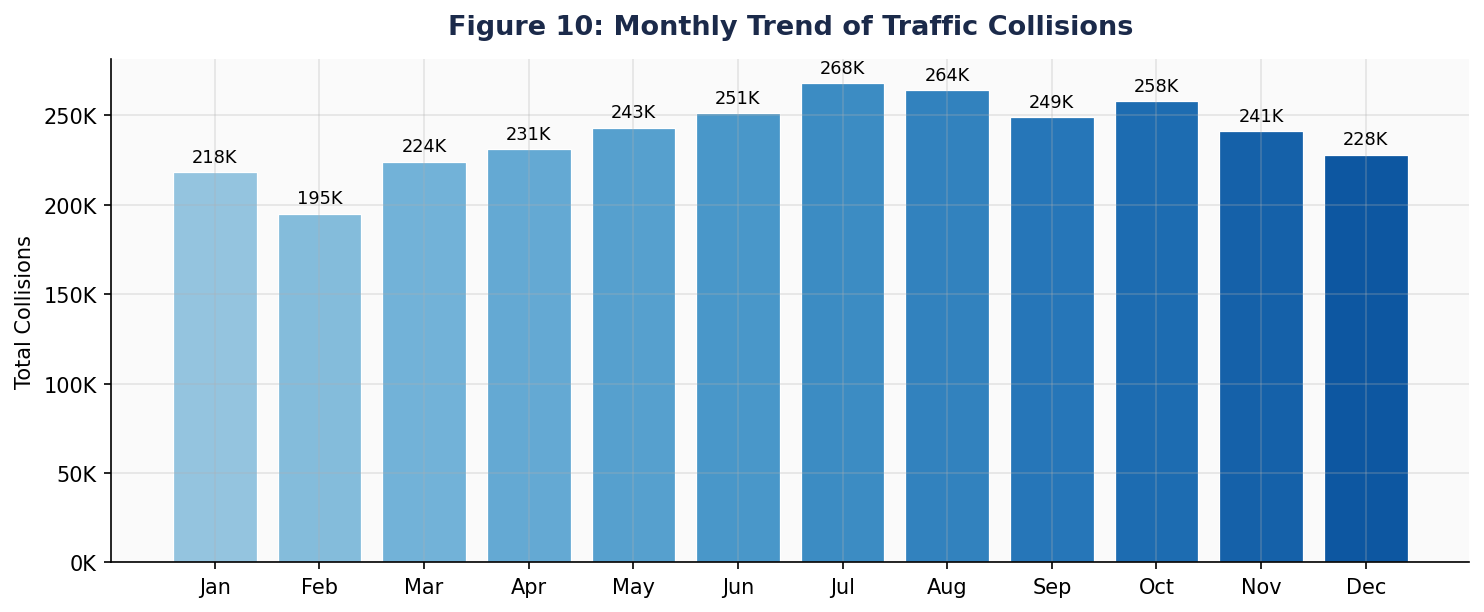 Figure 10: Monthly Trend of Traffic Collisions
Total Collisions
250K
200K
150K
100K
50K
0K
218K
195K
224K
231K
243K
251K
268K
264K
249K
258K
241K
228K
Jan
Feb
Mar
Apr
May
Jun
Jul
Aug
Sep
Oct
Nov
Dec